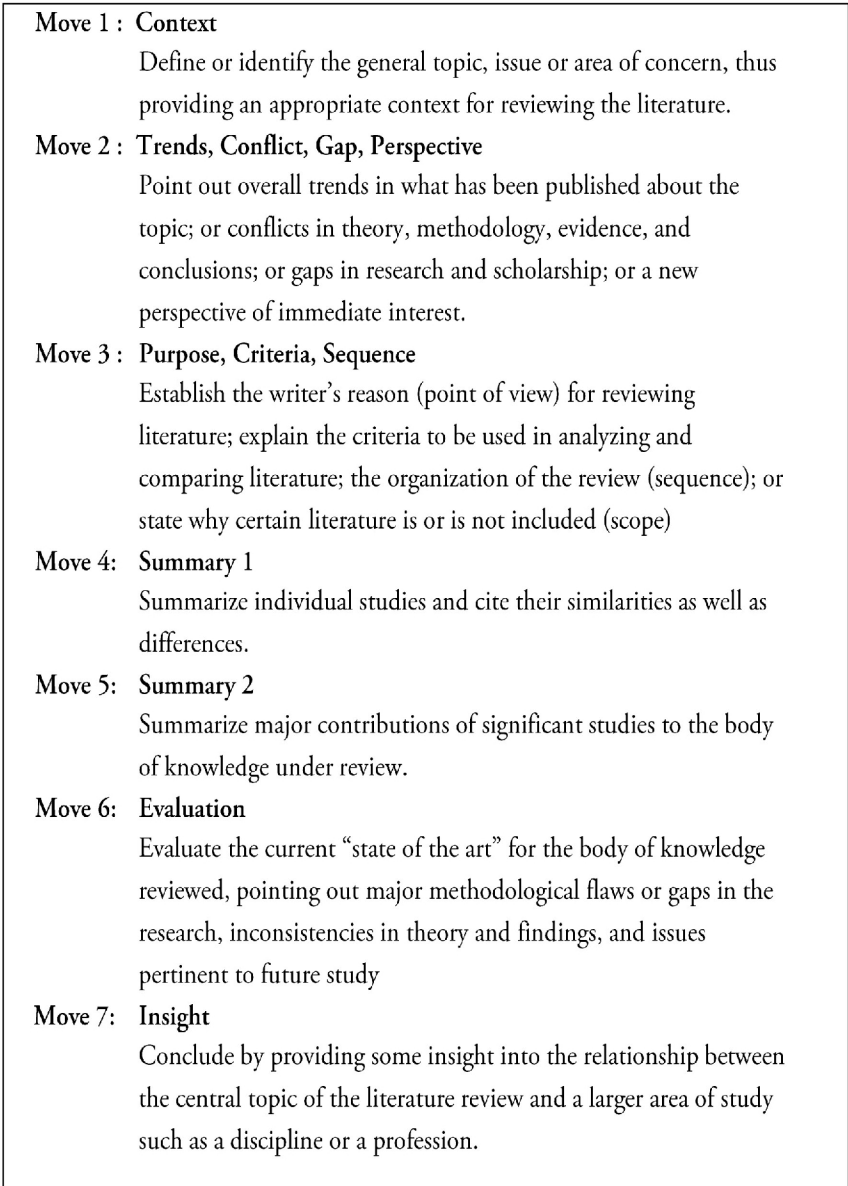 Move 1 : Context
Define or identify the general topic, issue or area of concern, thus
providing an appropriate context for reviewing the literature.
Move 2 : Trends, Conflict, Gap, Perspective
Point out overall trends in what has been published about the
topic; or conflicts in theory, methodology, evidence, and
conclusions; or gaps in research and scholarship; or a new
perspective of immediate interest.
Move 3 : Purpose, Criteria, Sequence
Establish the writer’s reason (point of view) for reviewing
literature; explain the criteria to be used in analyzing and
comparing literature; the organization of the review (sequence); or
state why certain literature is or is not included (scope)
Move 4: Summary 1
Summarize individual studies and cite their similarities as well as
differences.
Move 5: Summary 2
Summarize major contributions of significant studies to the body
of knowledge under review.
Move 6: Evaluation
Evaluate the current “state of the art” for the body of knowledge
reviewed, pointing out major methodological flaws or gaps in the
research, inconsistencies in theory and findings, and issues
pertinent to future study
Move 7: Insight
Conclude by providing some insight into the relationship between
the central topic of the literature review and a larger area of study
such as a discipline or a profession.